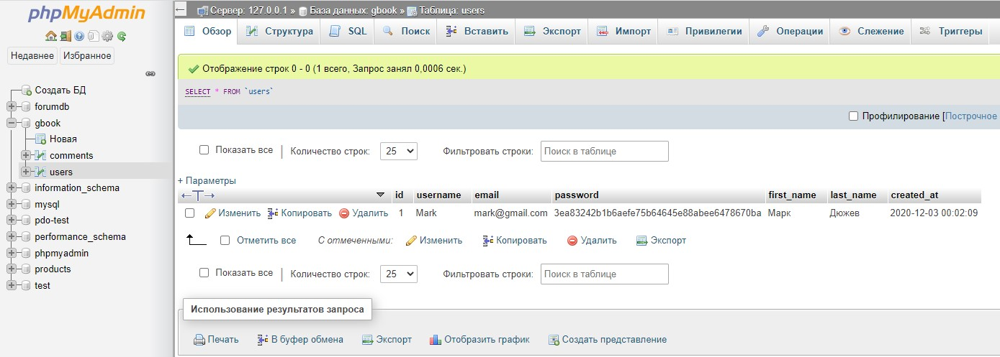 phpMyAdmin
Недавнее Избранное
Создать БД
forumdb
gbook
Новая
comments
users
information_schema
mysql
pdo-test
performance_schema
phpmyadmin
products
test
Сервер: 127.0.0.1 » База данных: gbook » Таблица: users
Обзор Структура SQL Поиск Вставить Экспорт Импорт Привилегии Операции Слежение Триггеры
Отображение строк 0 - 0 (1 всего, Запрос занял 0,0006 сек.)
SELECT * FROM `users`
Профилирование [Построчное
Показать все | Количество строк: 25 Фильтровать строки: Поиск в таблице
+ Параметры
←T→ id username email password first_name last_name created_at
Изменить Копировать Удалить 1 Mark mark@gmail.com 3ea83242b1b6aefe75b64645e88abee6478670ba Марк Дюжев 2020-12-03 00:02:09
Отметить все С отмеченными: Изменить Копировать Удалить Экспорт
Показать все | Количество строк: 25 Фильтровать строки: Поиск в таблице
Использование результатов запроса
Печать В буфер обмена Экспорт Отобразить график Создать представление